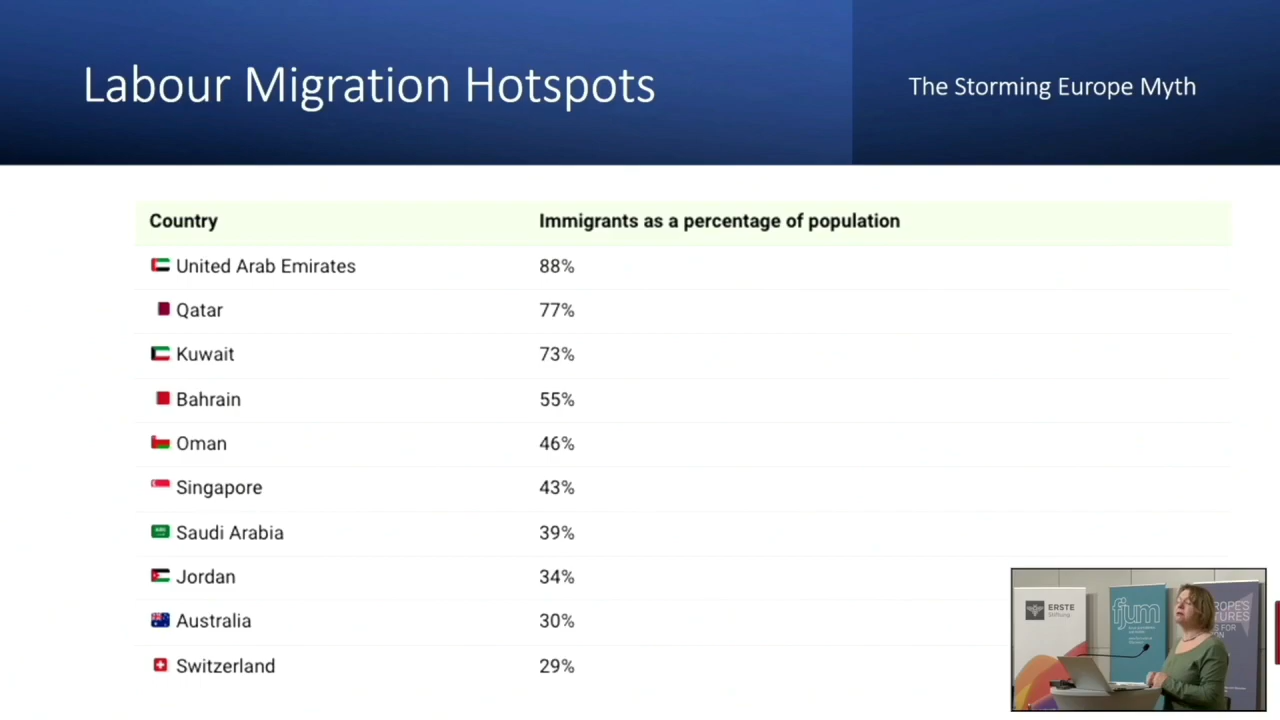 Labour Migration Hotspots
The Storming Europe Myth
Country Immigrants as a percentage of population
United Arab Emirates 88%
Qatar 77%
Kuwait 73%
Bahrain 55%
Oman 46%
Singapore 43%
Saudi Arabia 39%
Jordan 34%
Australia 30%
Switzerland 29%
ERSTE
Stiftung
fjum